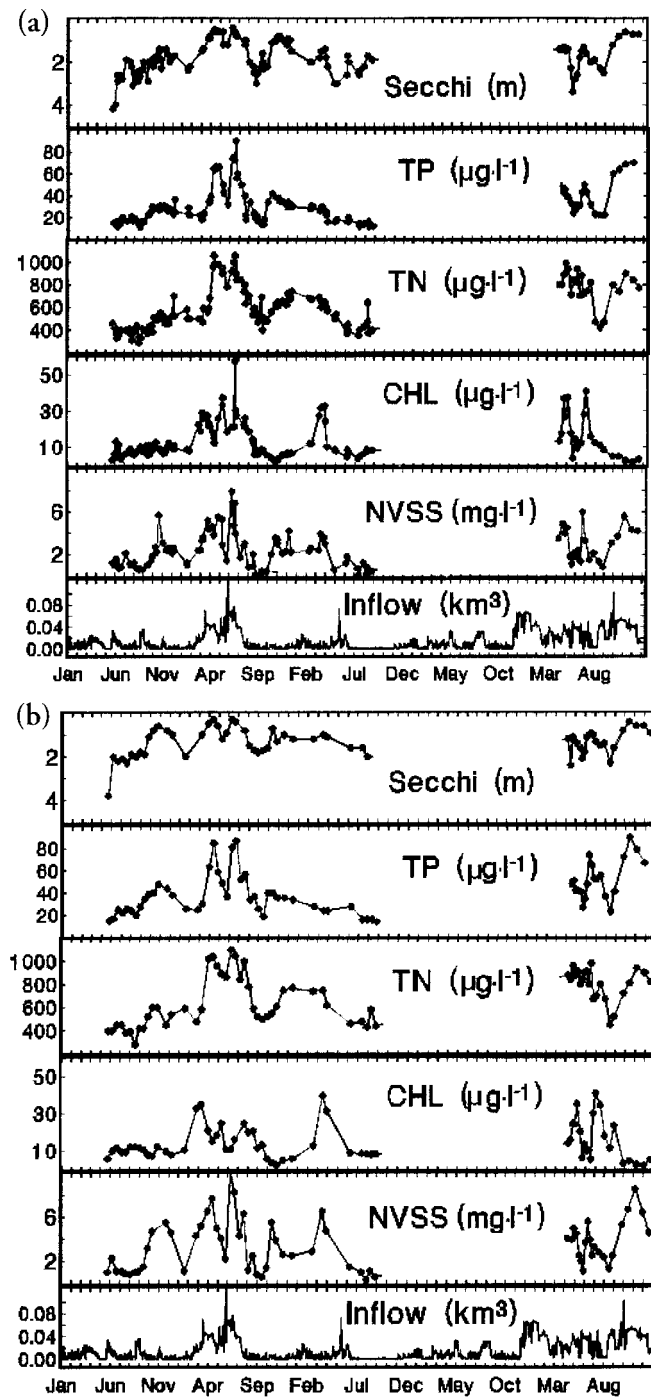 (a)
2
4
Secchi (m)
80
60
40
20
TP (µg·l-1)
1000
800
600
400
TN (µg·l-1)
50
30
10
CHL (µg·l-1)
6
2
NVSS (mg·l-1)
0.08
0.04
0.00
Inflow (km³)
Jan Jun Nov Apr Sep Feb Jul Dec May Oct Mar Aug
(b)
2
4
Secchi (m)
80
60
40
20
TP (µg·l-1)
1000
800
600
400
TN (µg·l-1)
50
30
10
CHL (µg·l-1)
6
2
NVSS (mg·l-1)
0.08
0.04
0.00
Inflow (km³)
Jan Jun Nov Apr Sep Feb Jul Dec May Oct Mar Aug